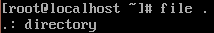 [root@localhost ~]# file .
.: directory